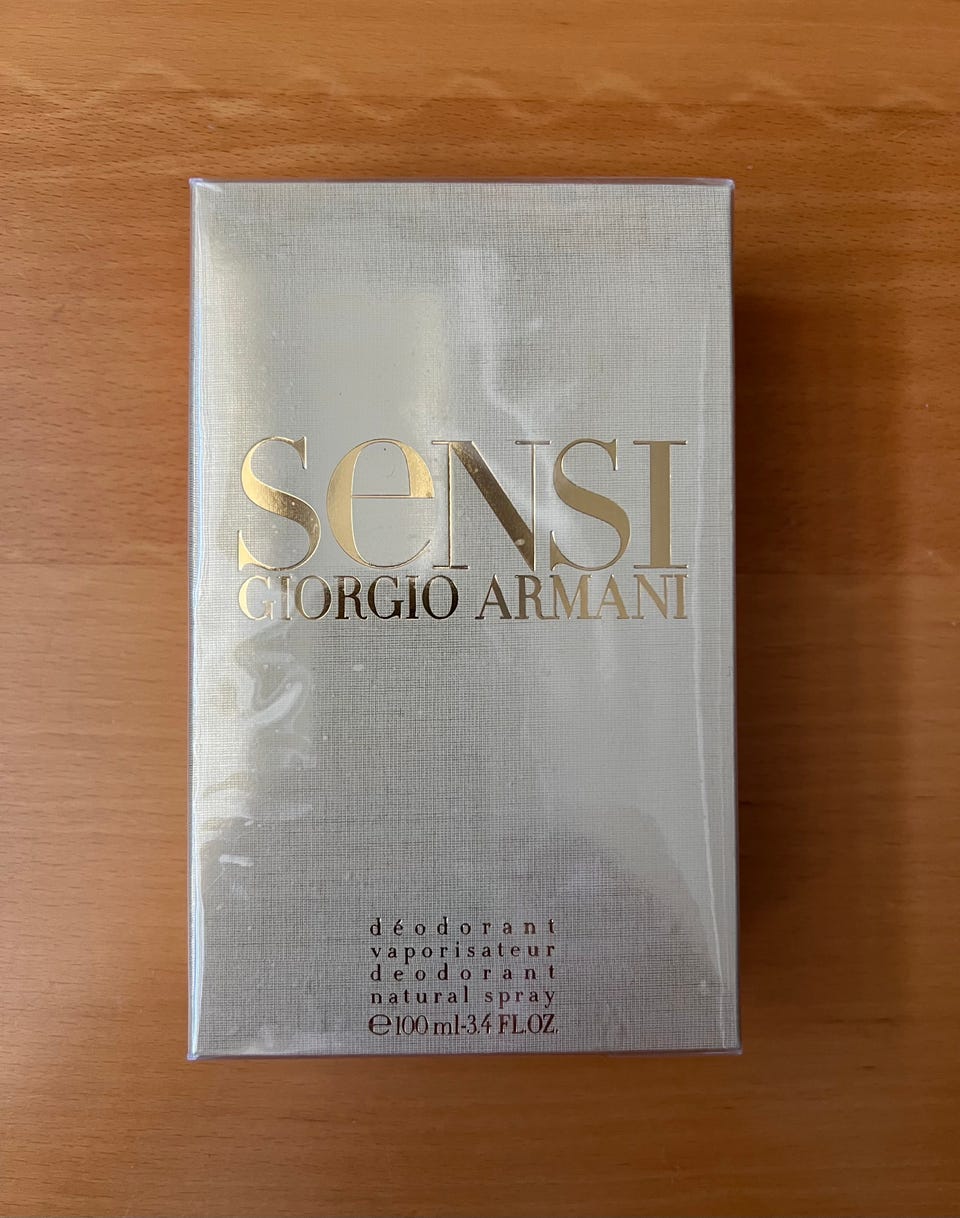 SeNSI
GIORGIO ARMANI
déodorant
vaporisateur
deodorant
natural spray
℮100 ml-3.4 FL.OZ.